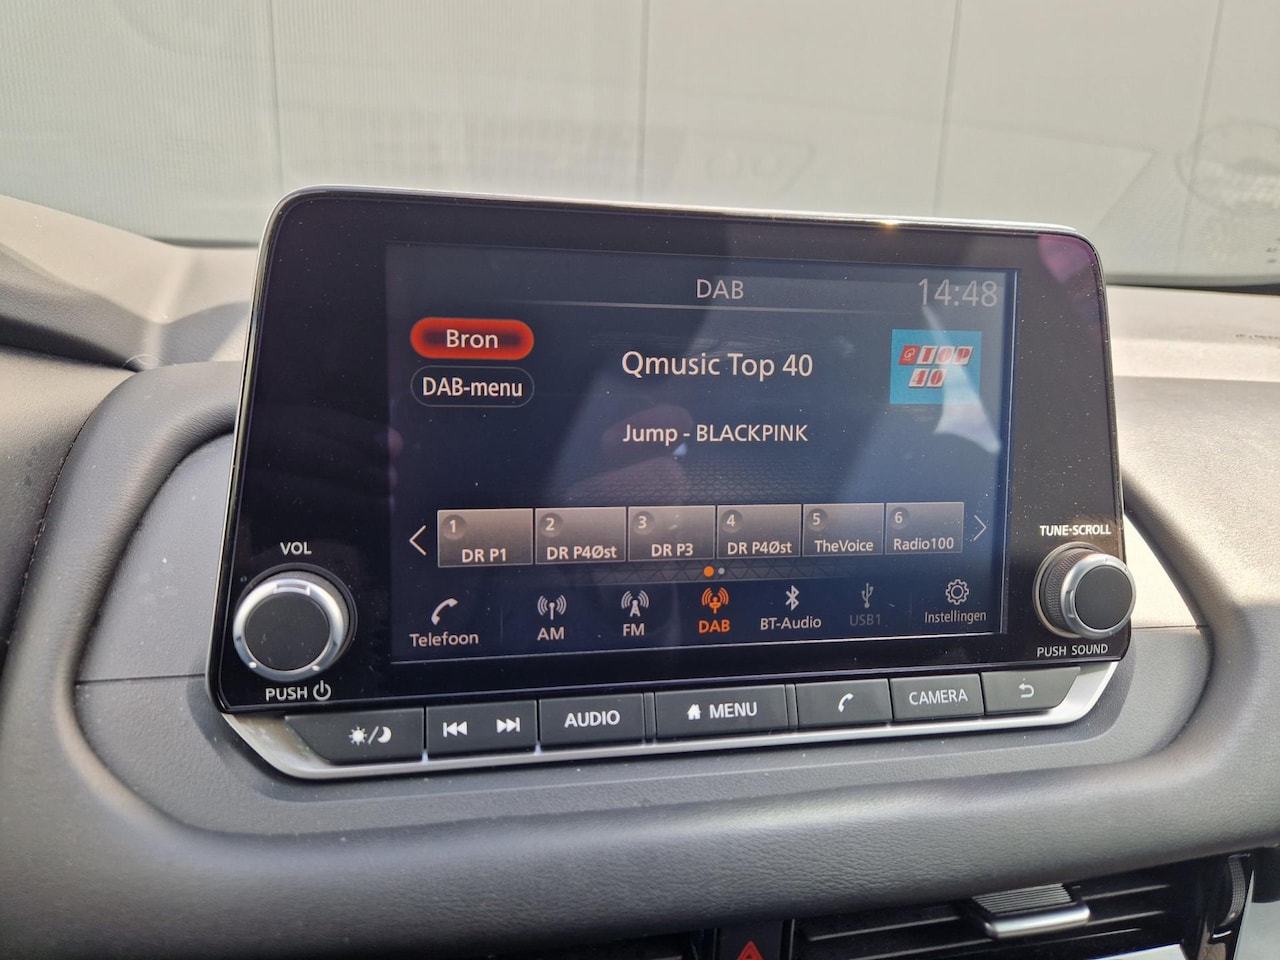 DAB
14:48
Bron
DAB-menu
Qmusic Top 40
TOP
40
Jump - BLACKPINK
1
DR P1
2
DR P4Øst
3
DR P3
4
DR P4Øst
5
TheVoice
6
Radio100
Telefoon
AM
FM
DAB
BT-Audio
USB1
Instellingen
VOL
PUSH
TUNE·SCROLL
PUSH SOUND
AUDIO
MENU
CAMERA